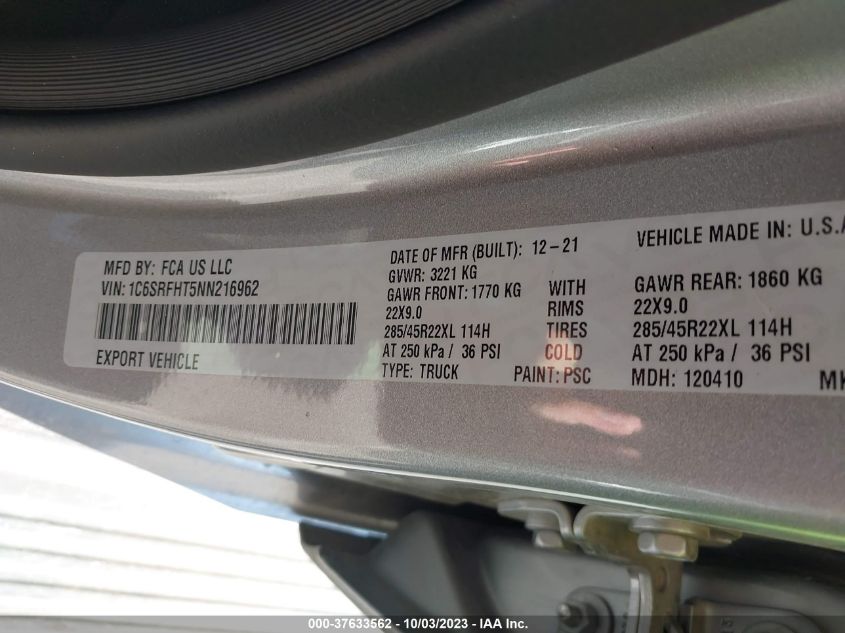 MFD BY: FCA US LLC
VIN: 1C6SRFHT5NN216962
EXPORT VEHICLE
DATE OF MFR (BUILT): 12-21
GVWR: 3221 KG
GAWR FRONT: 1770 KG WITH GAWR REAR: 1860 KG
22X9.0 RIMS 22X9.0
285/45R22XL 114H TIRES 285/45R22XL 114H
AT 250 kPa / 36 PSI COLD AT 250 kPa / 36 PSI
TYPE: TRUCK PAINT: PSC MDH: 120410
VEHICLE MADE IN: U.S.A
000-37633562 - 10/03/2023 - IAA Inc.